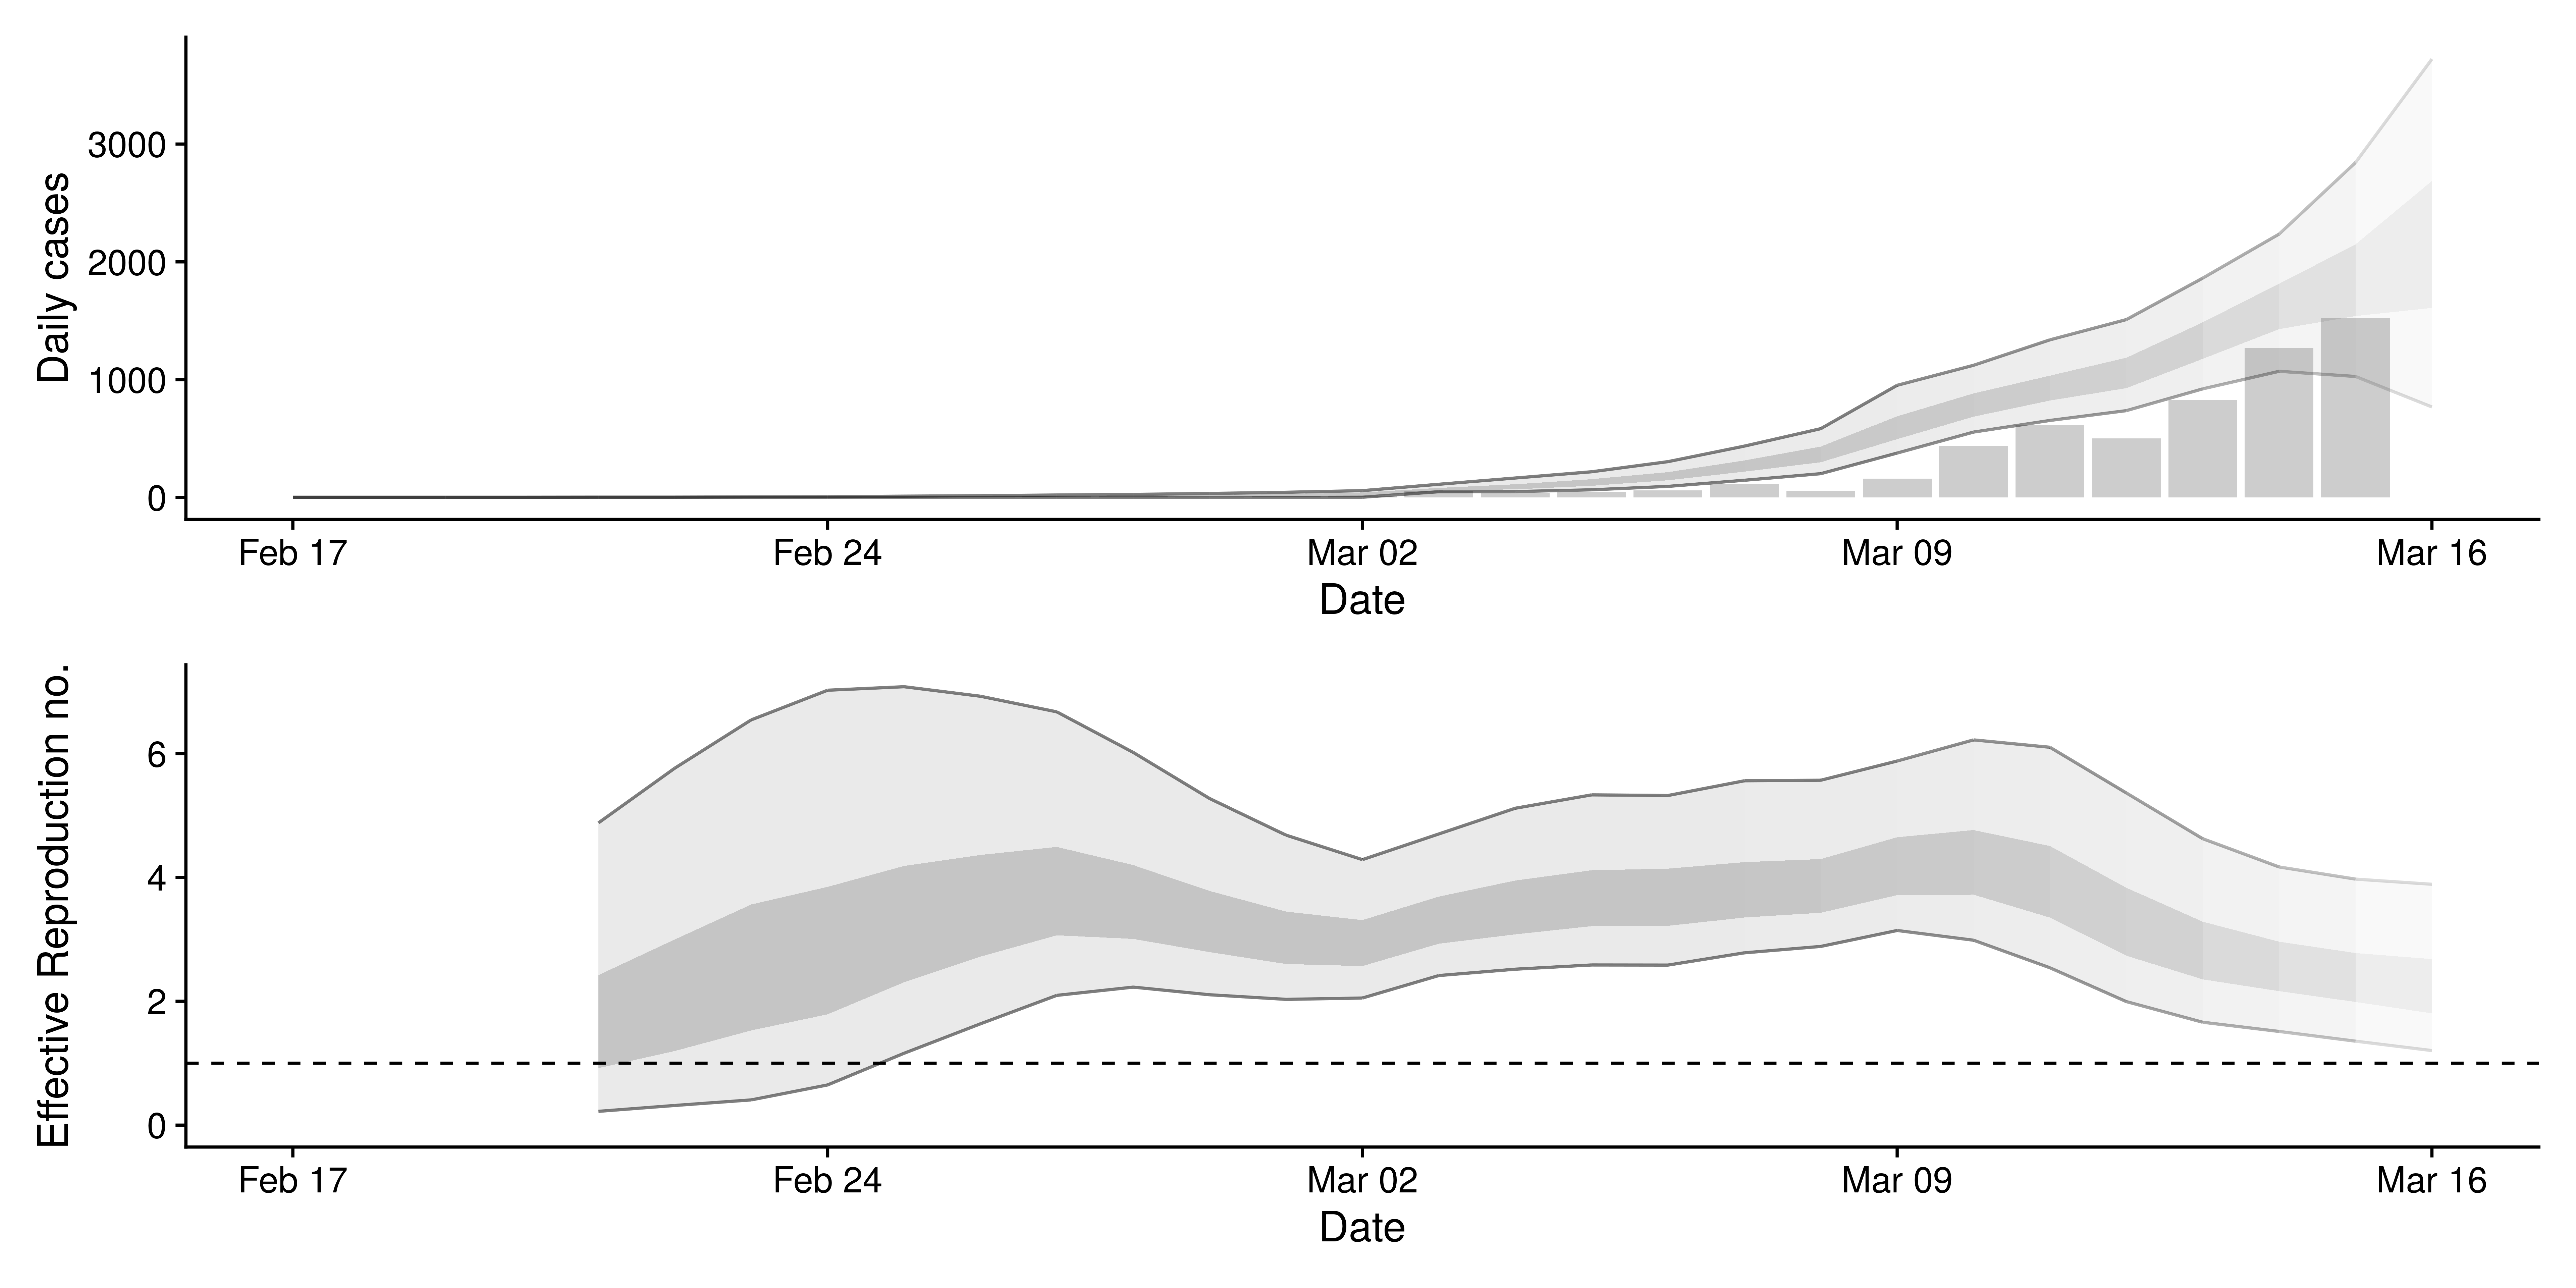 Daily cases
3000
2000
1000
0
Feb 17 Feb 24 Mar 02 Mar 09 Mar 16
Date
Effective Reproduction no.
6
4
2
0
Feb 17 Feb 24 Mar 02 Mar 09 Mar 16
Date